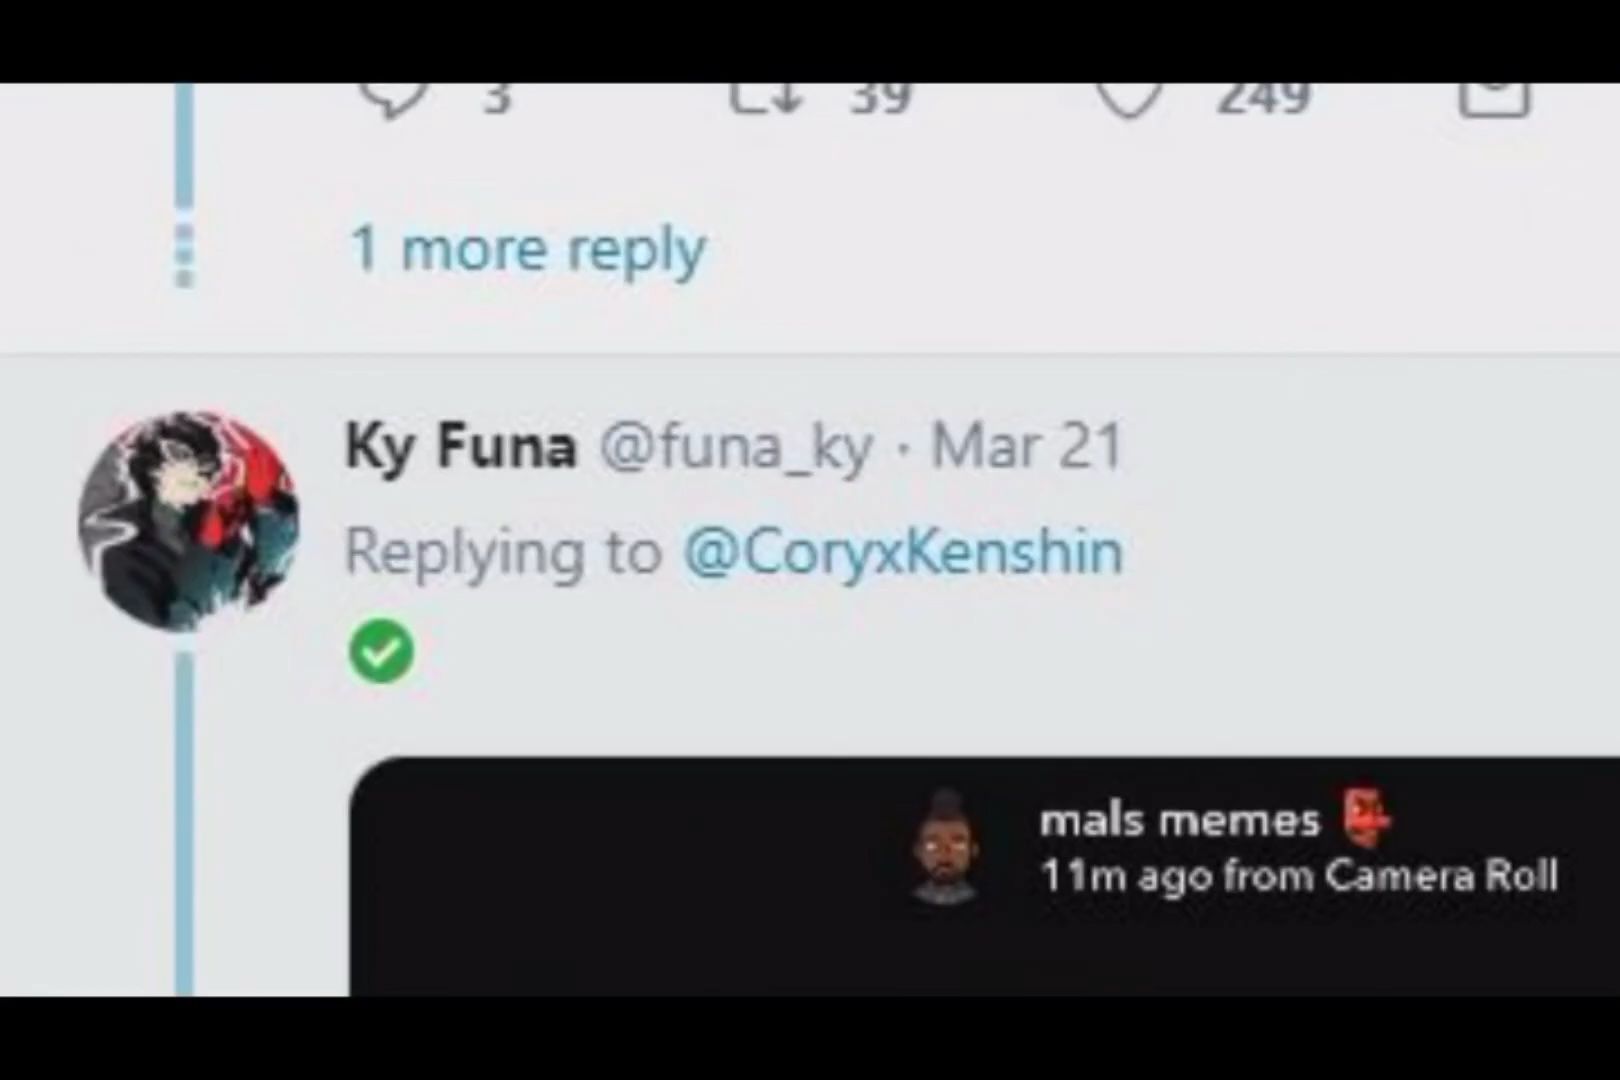 3 39 249
1 more reply
Ky Funa @funa_ky · Mar 21
Replying to @CoryxKenshin
mals memes
11m ago from Camera Roll